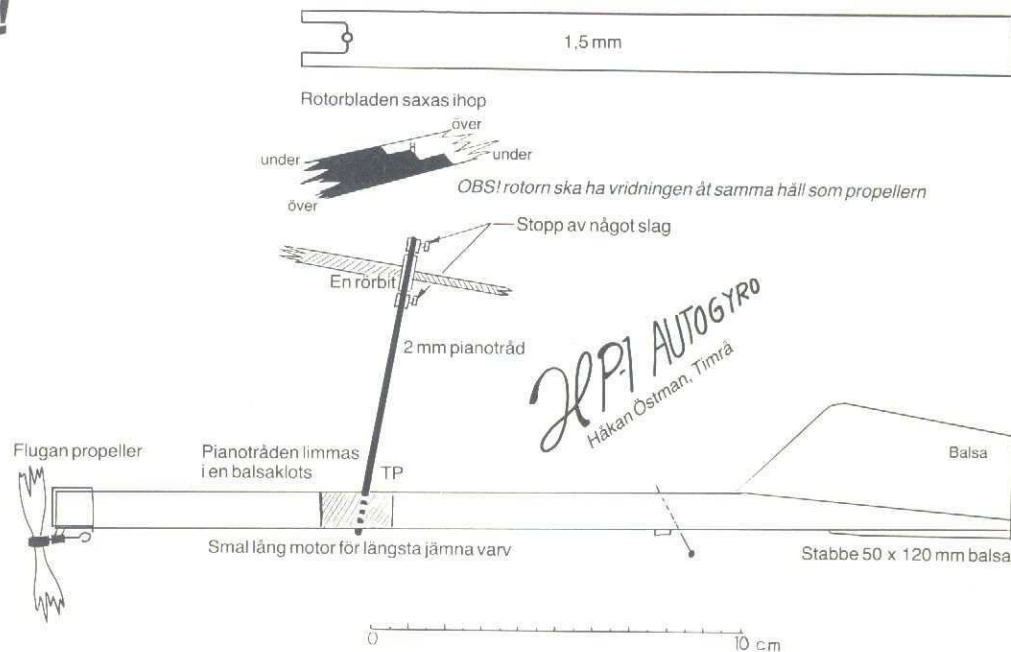 !
1,5 mm
Rotorbladen saxas ihop
över
under
under
över
OBS! rotorn ska ha vridningen åt samma håll som propellern
Stopp av något slag
En rörbit
2 mm pianotråd
HP-1 AUTOGYRO
Håkan Östman, Timrå
Flugan propeller
Pianotråden limmas
i en balsaklots
TP
Balsa
Smal lång motor för längsta jämna varv
Stabbe 50 x 120 mm balsa
0
10 cm